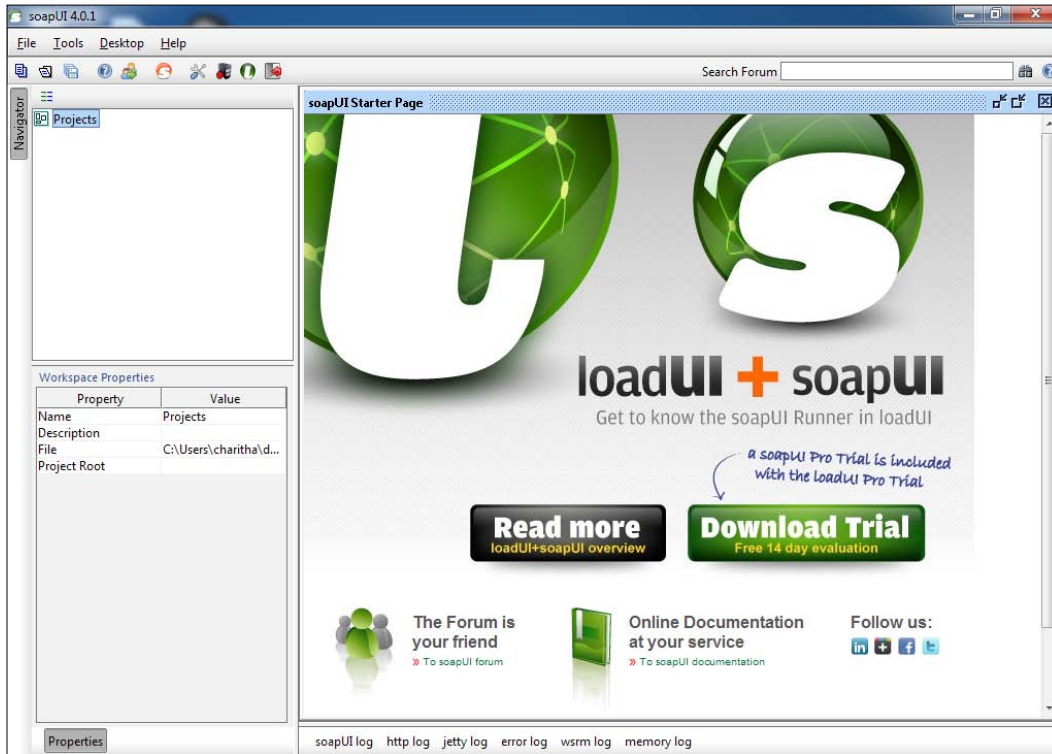 soapUI 4.0.1
File Tools Desktop Help
Search Forum
Navigator
Projects
soapUI Starter Page
loadUI + soapUI
Get to know the soapUI Runner in loadUI
a soapUI Pro Trial is included
with the loadUI Pro Trial
Read more
loadUI+soapUI overview
Download Trial
Free 14 day evaluation
The Forum is
your friend
» To soapUI forum
Online Documentation
at your service
» To soapUI documentation
Follow us:
Workspace Properties
Property Value
Name Projects
Description
File C:\Users\charitha\d...
Project Root
Properties
soapUI log http log jetty log error log wsrm log memory log